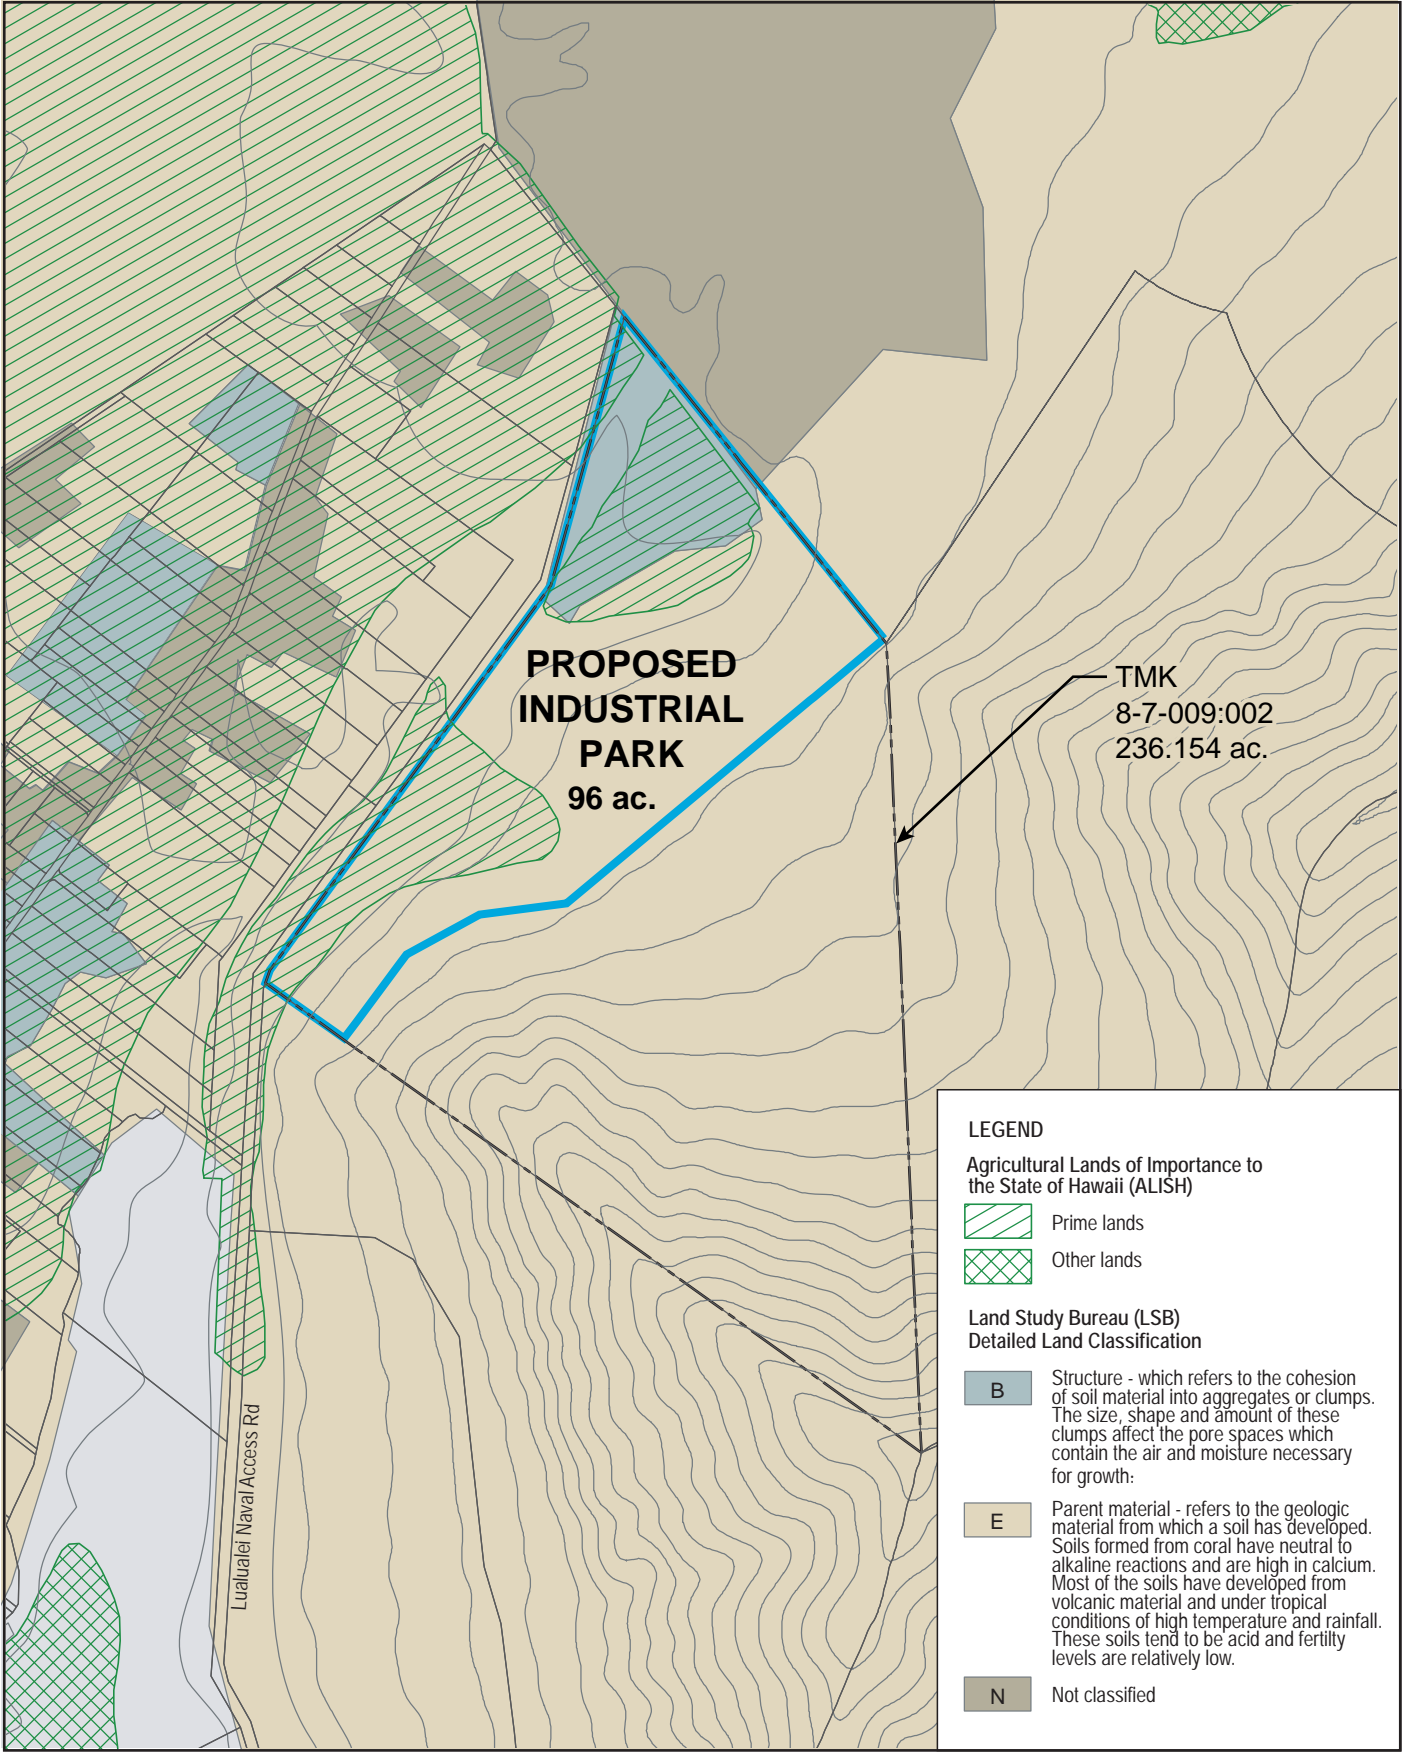 PROPOSED
INDUSTRIAL
PARK
96 ac.
TMK
8-7-009:002
236.154 ac.
Lualualei Naval Access Rd
LEGEND
Agricultural Lands of Importance to
the State of Hawaii (ALISH)
Prime lands
Other lands
Land Study Bureau (LSB)
Detailed Land Classification
B
Structure - which refers to the cohesion
of soil material into aggregates or clumps.
The size, shape and amount of these
clumps affect the pore spaces which
contain the air and moisture necessary
for growth:
E
Parent material - refers to the geologic
material from which a soil has developed.
Soils formed from coral have neutral to
alkaline reactions and are high in calcium.
Most of the soils have developed from
volcanic material and under tropical
conditions of high temperature and rainfall.
These soils tend to be acid and fertilty
levels are relatively low.
N
Not classified